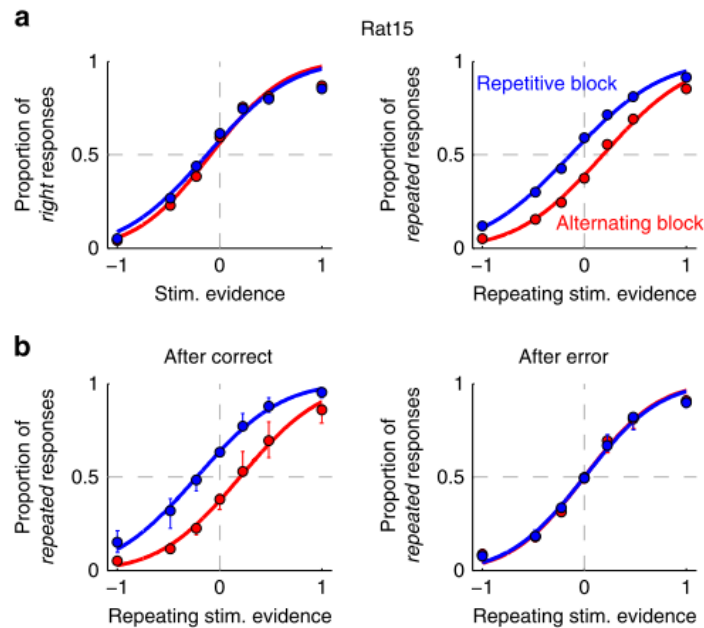 a
Rat15
Proportion of
right responses
1
0.5
0
−1
0
1
Stim. evidence
Proportion of
repeated responses
1
0.5
0
Repetitive block
Alternating block
−1
0
1
Repeating stim. evidence
b
After correct
Proportion of
repeated responses
1
0.5
0
−1
0
1
Repeating stim. evidence
After error
Proportion of
repeated responses
1
0.5
0
−1
0
1
Repeating stim. evidence